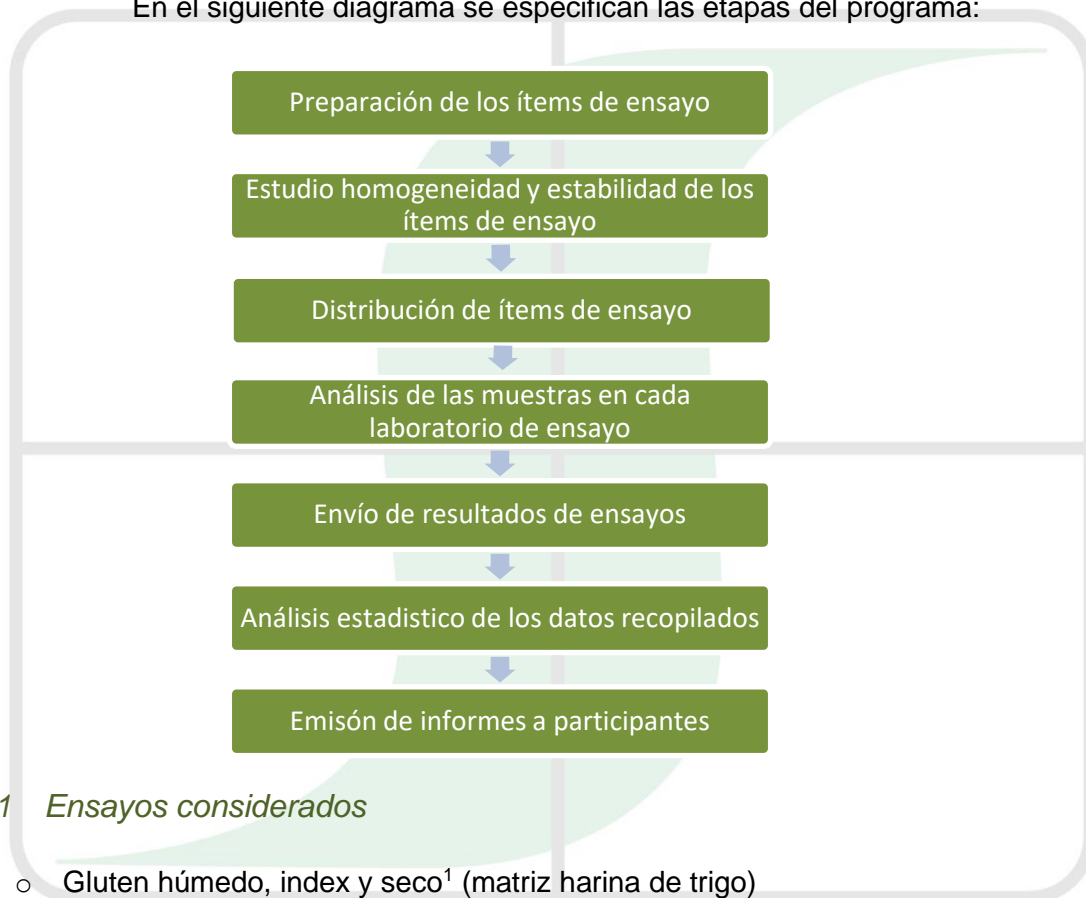 En el siguiente diagrama se especifican las etapas del programa:
Preparación de los ítems de ensayo
Estudio homogeneidad y estabilidad de los
ítems de ensayo
Distribución de ítems de ensayo
Análisis de las muestras en cada
laboratorio de ensayo
Envío de resultados de ensayos
Análisis estadistico de los datos recopilados
Emisón de informes a participantes
1 Ensayos considerados
o Gluten húmedo, index y seco¹ (matriz harina de trigo)